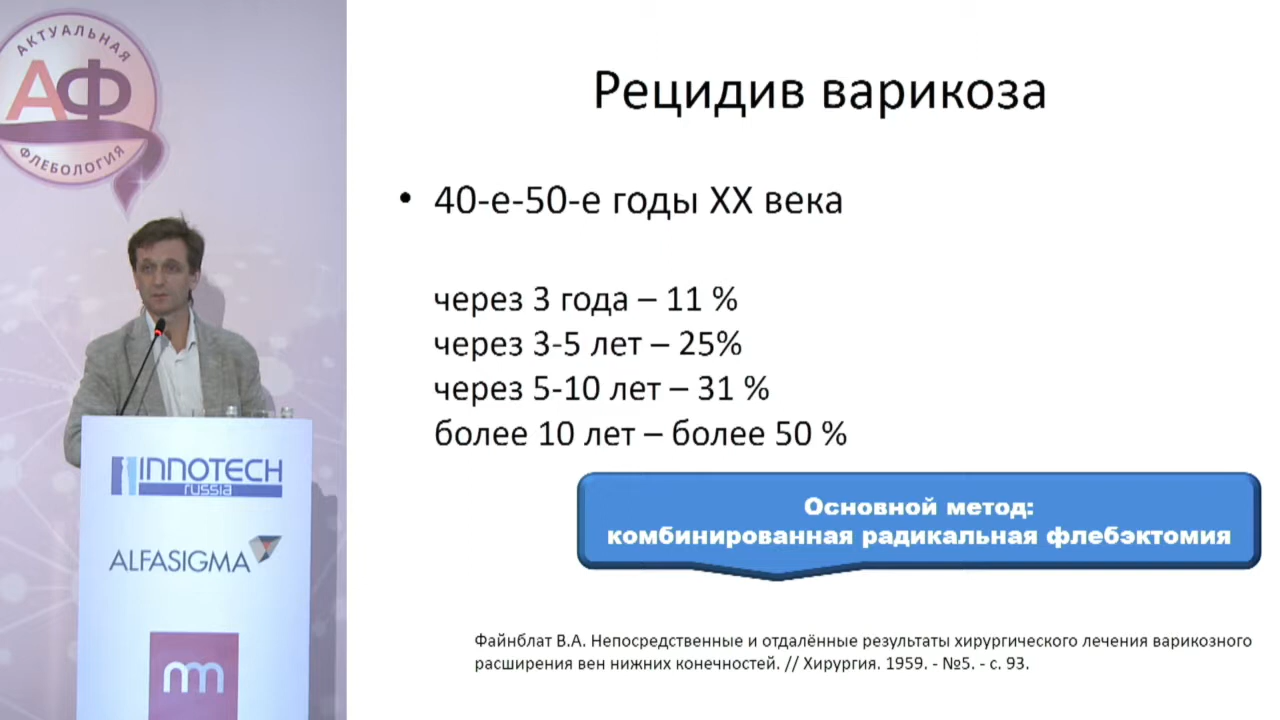 АКТУАЛЬНАЯ
АФ
ФЛЕБОЛОГИЯ
INNOTECH
russia
ALFASIGMA
Рецидив варикоза
• 40-е-50-е годы XX века
через 3 года – 11 %
через 3-5 лет – 25%
через 5-10 лет – 31 %
более 10 лет – более 50 %
Основной метод:
комбинированная радикальная флебэктомия
Файнблат В.А. Непосредственные и отдалённые результаты хирургического лечения варикозного
расширения вен нижних конечностей. // Хирургия. 1959. - №5. - с. 93.